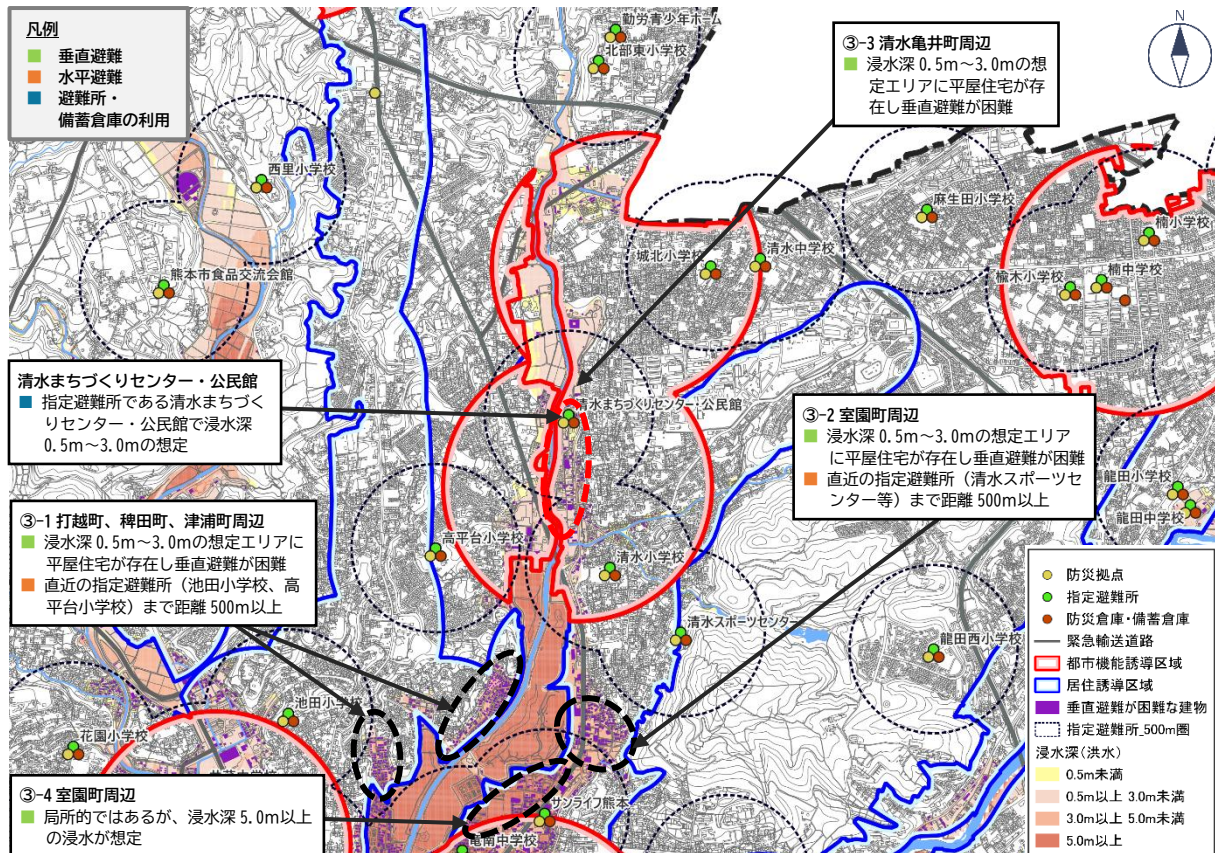 凡例
垂直避難
水平避難
避難所・
備蓄倉庫の利用
N
③-3 清水亀井町周辺
浸水深 0.5m～3.0mの想
定エリアに平屋住宅が存
在し垂直避難が困難
勤労青少年ホーム
北部東小学校
西里小学校
麻生田小学校
楠小学校
城北小学校
清水中学校
楡木小学校
楠中学校
熊本市食品交流会館
清水まちづくりセンター・公民館
指定避難所である清水まちづく
りセンター・公民館で浸水深
0.5m～3.0mの想定
清水まちづくりセンター・公民館
③-2 室園町周辺
浸水深 0.5m～3.0mの想定エリア
に平屋住宅が存在し垂直避難が困難
直近の指定避難所（清水スポーツセ
ンター等）まで距離 500m以上
龍田小学校
龍田中学校
③-1 打越町、稗田町、津浦町周辺
浸水深 0.5m～3.0mの想定エリアに
平屋住宅が存在し垂直避難が困難
直近の指定避難所（池田小学校、高
平台小学校）まで距離 500m以上
高平台小学校
清水小学校
清水スポーツセンター
龍田西小学校
池田小学校
花園小学校
③-4 室園町周辺
局所的ではあるが、浸水深 5.0m以上
の浸水が想定
サンライフ熊本
竜南中学校
防災拠点
指定避難所
防災倉庫・備蓄倉庫
緊急輸送道路
都市機能誘導区域
居住誘導区域
垂直避難が困難な建物
指定避難所_500m圏
浸水深(洪水)
0.5m未満
0.5m以上 3.0m未満
3.0m以上 5.0m未満
5.0m以上